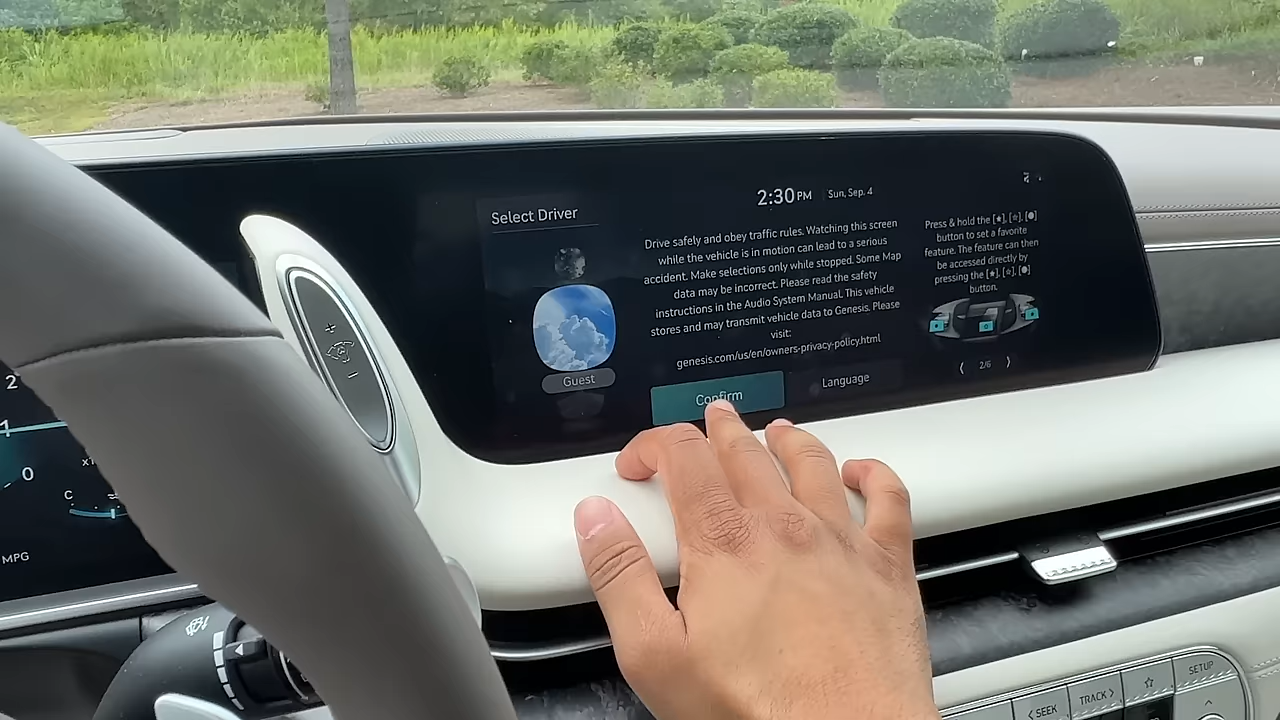 2:30 PM Sun, Sep. 4
Select Driver
Guest
Drive safely and obey traffic rules. Watching this screen
while the vehicle is in motion can lead to a serious
accident. Make selections only while stopped. Some Map
data may be incorrect. Please read the safety
instructions in the Audio System Manual. This vehicle
stores and may transmit vehicle data to Genesis. Please
visit:
genesis.com/us/en/owners-privacy-policy.html
Confirm
Language
Press & hold the [★], [☆], [●]
button to set a favorite
feature. The feature can then
be accessed directly by
pressing the [★], [☆], [●]
button.
2/6
2
1
0
C
MPG
< SEEK
TRACK >
☆
SETUP